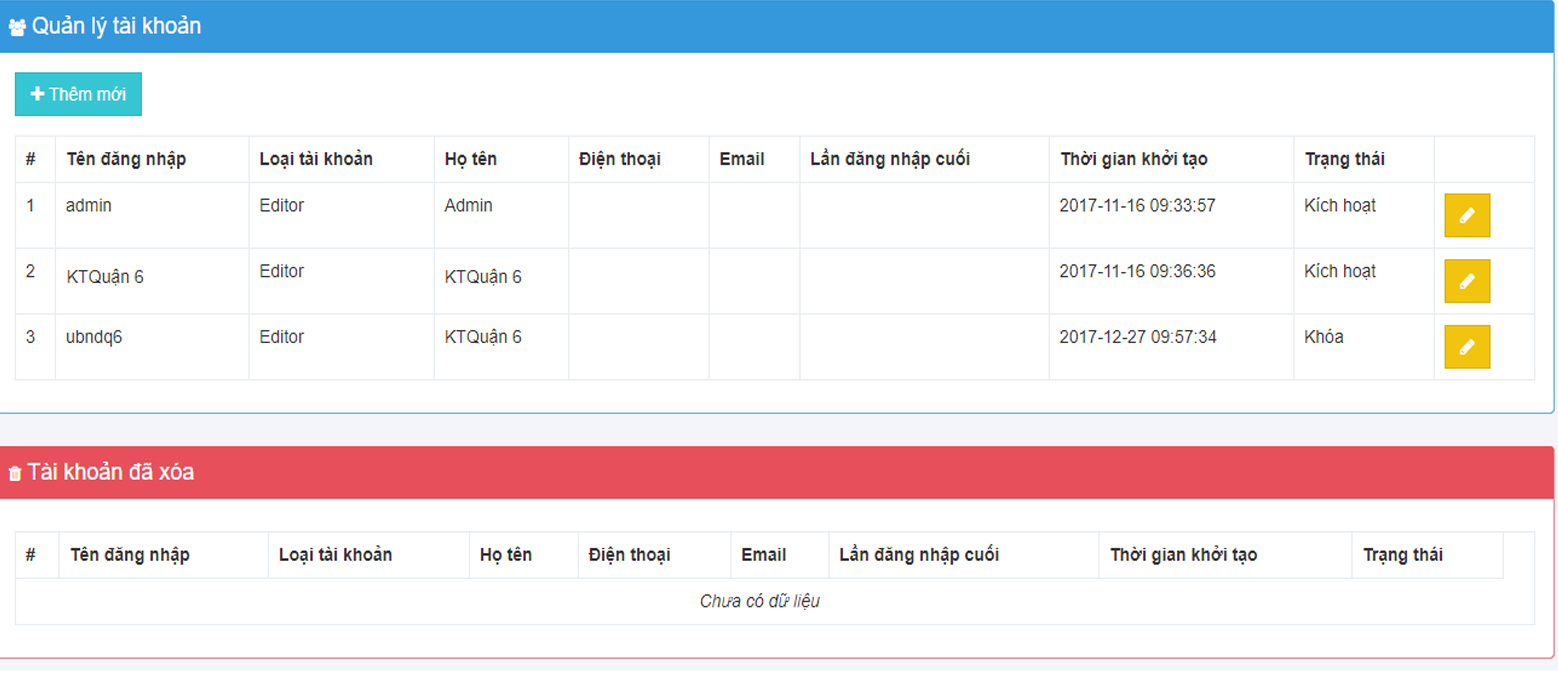 Quản lý tài khoản
Thêm mới
# Tên đăng nhập Loại tài khoản Họ tên Điện thoại Email Lần đăng nhập cuối Thời gian khởi tạo Trạng thái
1 admin Editor Admin 2017-11-16 09:33:57 Kích hoạt
2 KTQuận 6 Editor KTQuận 6 2017-11-16 09:36:36 Kích hoạt
3 ubndq6 Editor KTQuận 6 2017-12-27 09:57:34 Khóa
Tài khoản đã xóa
# Tên đăng nhập Loại tài khoản Họ tên Điện thoại Email Lần đăng nhập cuối Thời gian khởi tạo Trạng thái
Chưa có dữ liệu